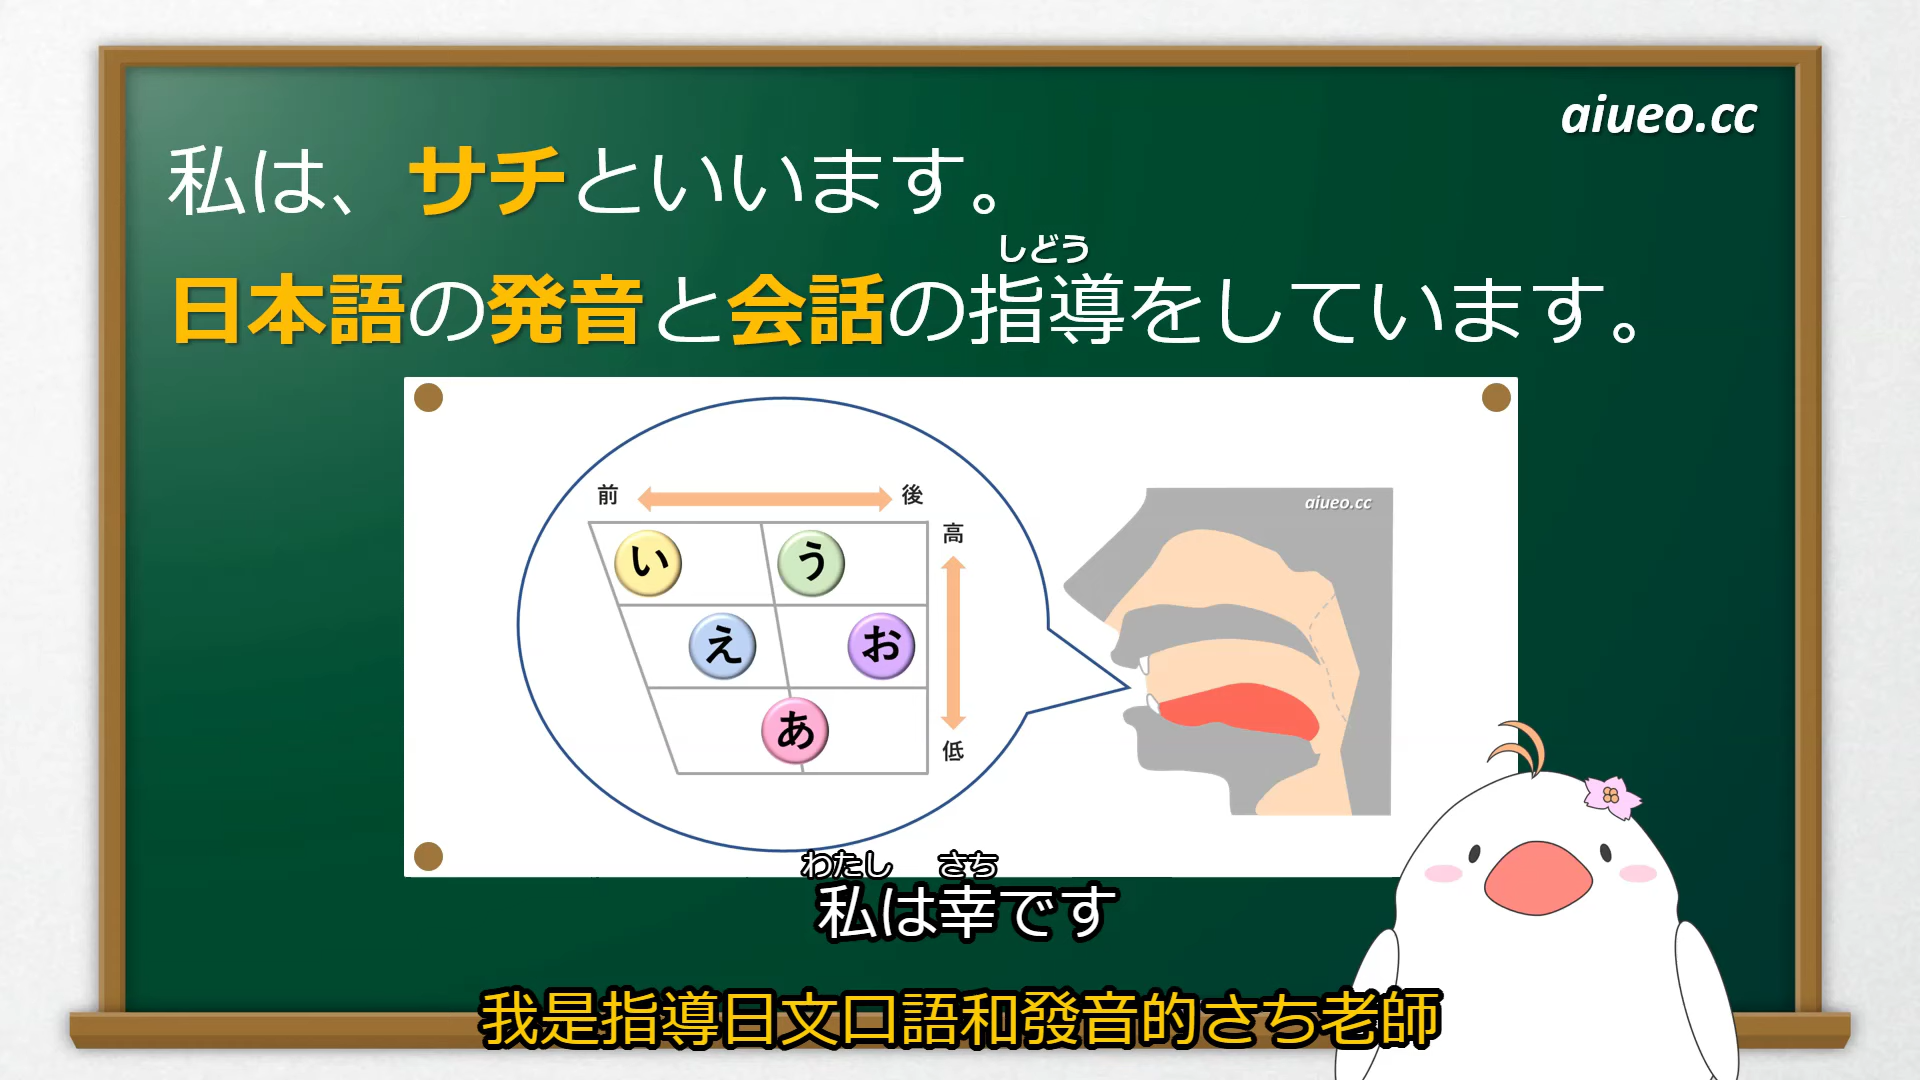 aiueo.cc
私は、サチといいます。
しどう
日本語の発音と会話の指導をしています。
前 後
高
い う
え お
あ
低
aiueo.cc
わたし さち
私は幸です
我是指導日文口語和發音的さち老師